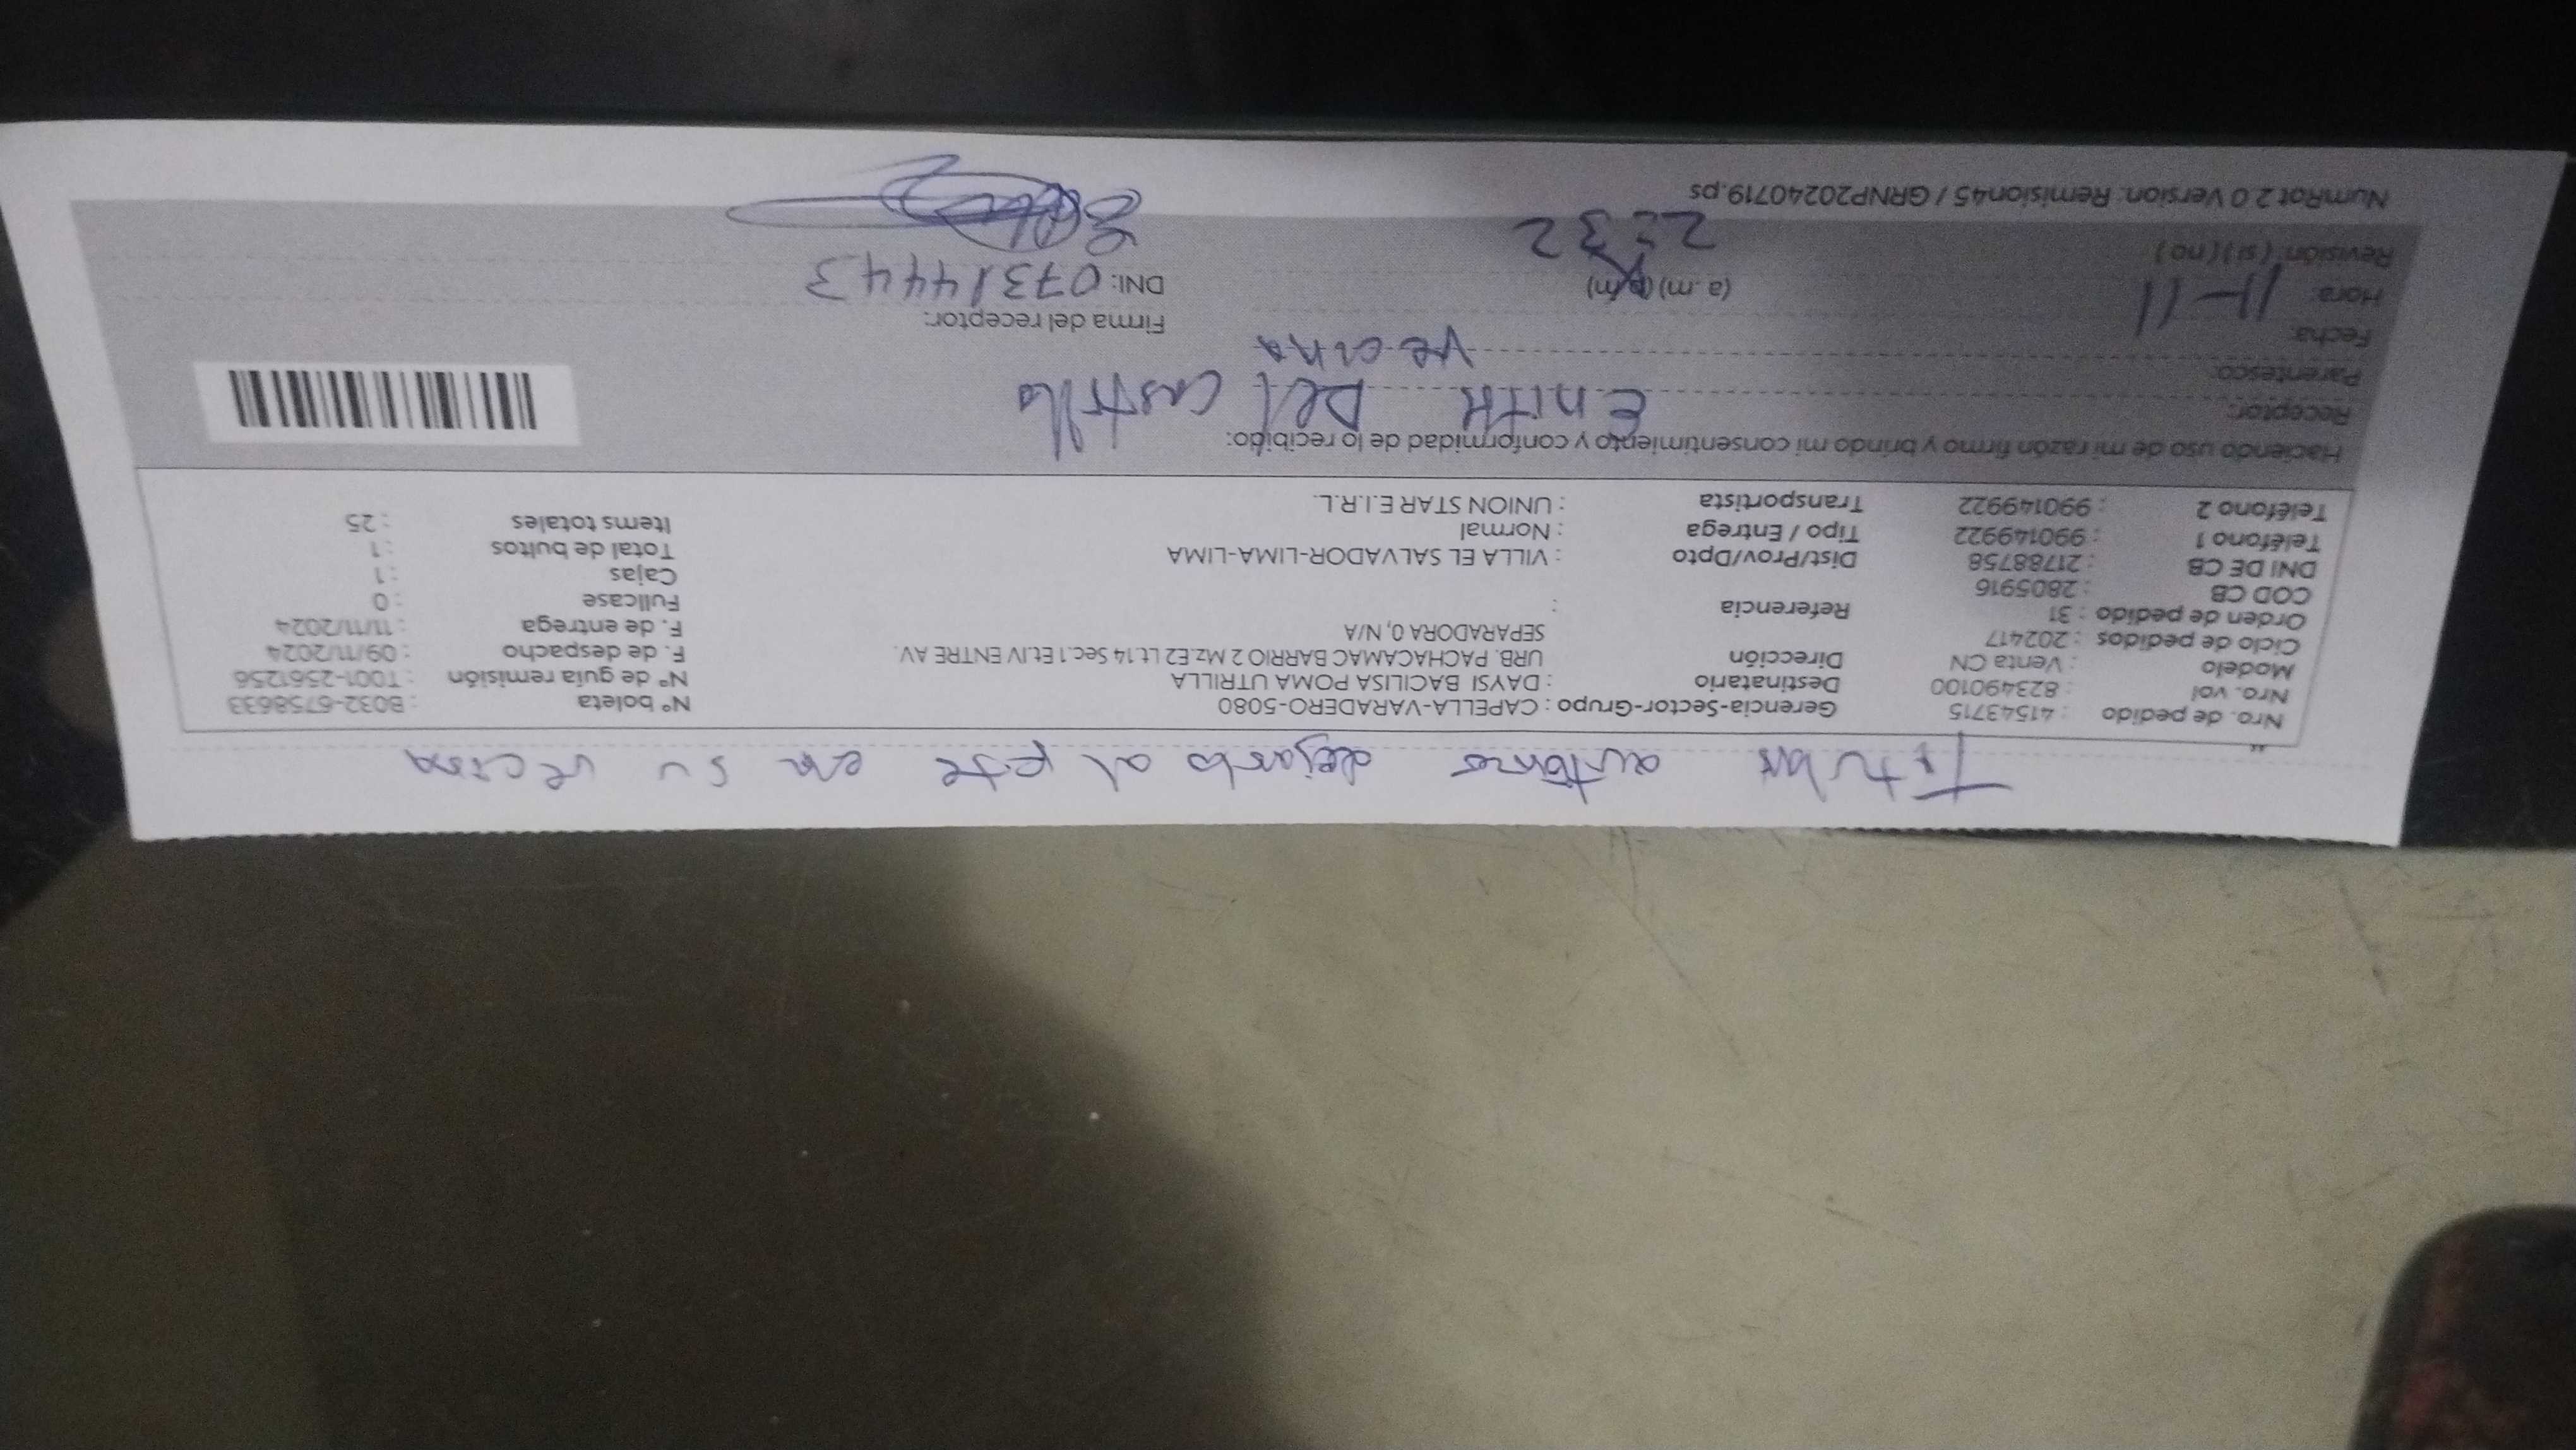 Titular autorizo dejarlo al pte en su vecina
Nro. de pedido : 41543715 Gerencia-Sector-Grupo : CAPELLA-VARADERO-5080 N° boleta : B032-6758633
Nro. vol : 823490100 Destinatario : DAYSI BACILISA POMA UTRILLA N° de guía remisión : T001-2561256
Modelo : Venta CN Dirección URB. PACHACAMAC BARRIO 2 Mz.E2 Lt.14 Sec.1 Et.IV ENTRE AV. F. de despacho : 09/11/2024
Ciclo de pedidos : 202417 SEPARADORA 0, N/A F. de entrega : 11/11/2024
Orden de pedido : 31 Referencia : Fullcase : 0
COD CB : 2805916 Cajas : 1
DNI DE CB : 21788758 Dist/Prov/Dpto : VILLA EL SALVADOR-LIMA-LIMA Total de bultos : 1
Teléfono 1 : 990149922 Tipo / Entrega : Normal Items totales : 25
Teléfono 2 : 990149922 Transportista : UNION STAR E.I.R.L.
Haciendo uso de mi razón firmo y brindo mi consentimiento y conformidad de lo recibido:
Receptor: Enith Del Castillo
Parentesco: vecina
Fecha: 11-11 Firma del receptor:
Hora: (a.m) (p.m) DNI: 07314443
Revisión: (si) (no) 2:32
NumRot 2.0 Version. Remision45 / GRNP20240719.ps